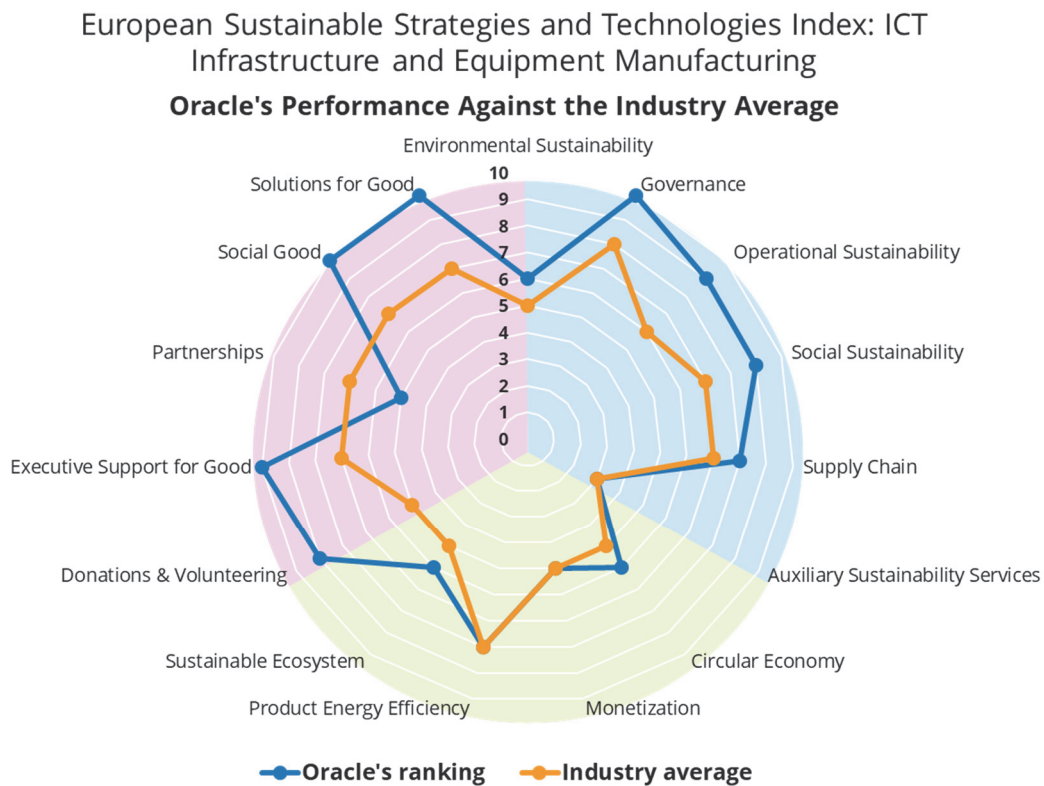 European Sustainable Strategies and Technologies Index: ICT
Infrastructure and Equipment Manufacturing
Oracle's Performance Against the Industry Average
Environmental Sustainability
10
Solutions for Good
Governance
9
8
Social Good
7
Operational Sustainability
6
5
Partnerships
4
Social Sustainability
3
2
1
0
Executive Support for Good
Supply Chain
Donations & Volunteering
Auxiliary Sustainability Services
Sustainable Ecosystem
Circular Economy
Product Energy Efficiency
Monetization
Oracle's ranking
Industry average